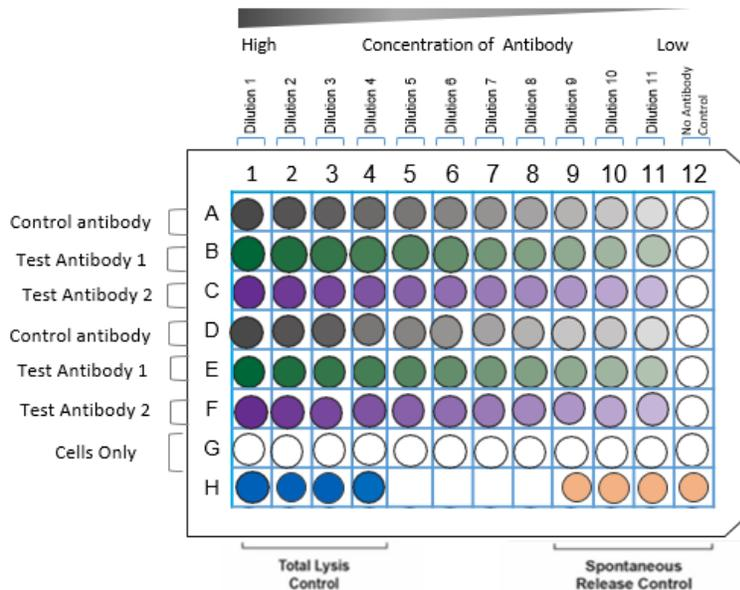 High Concentration of Antibody Low
Dilution 1
Dilution 2
Dilution 3
Dilution 4
Dilution 5
Dilution 6
Dilution 7
Dilution 8
Dilution 9
Dilution 10
Dilution 11
No Antibody
Control
1 2 3 4 5 6 7 8 9 10 11 12
Control antibody A
Test Antibody 1 B
Test Antibody 2 C
Control antibody D
Test Antibody 1 E
Test Antibody 2 F
Cells Only G
H
Total Lysis
Control
Spontaneous
Release Control